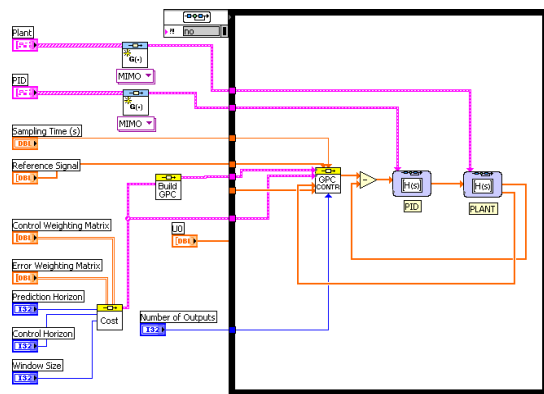 no
Plant
G(·)
MIMO
PID
G(·)
MIMO
Sampling Time (s)
DBL
Reference Signal
[DBL]
Build
GPC
GPC
CONTR
H(s)
PID
H(s)
PLANT
Control Weighting Matrix
[DBL]
U0
[DBL]
Error Weighting Matrix
[DBL]
Prediction Horizon
I32
Cost
Number of Outputs
I32
Control Horizon
I32
Window Size
I32